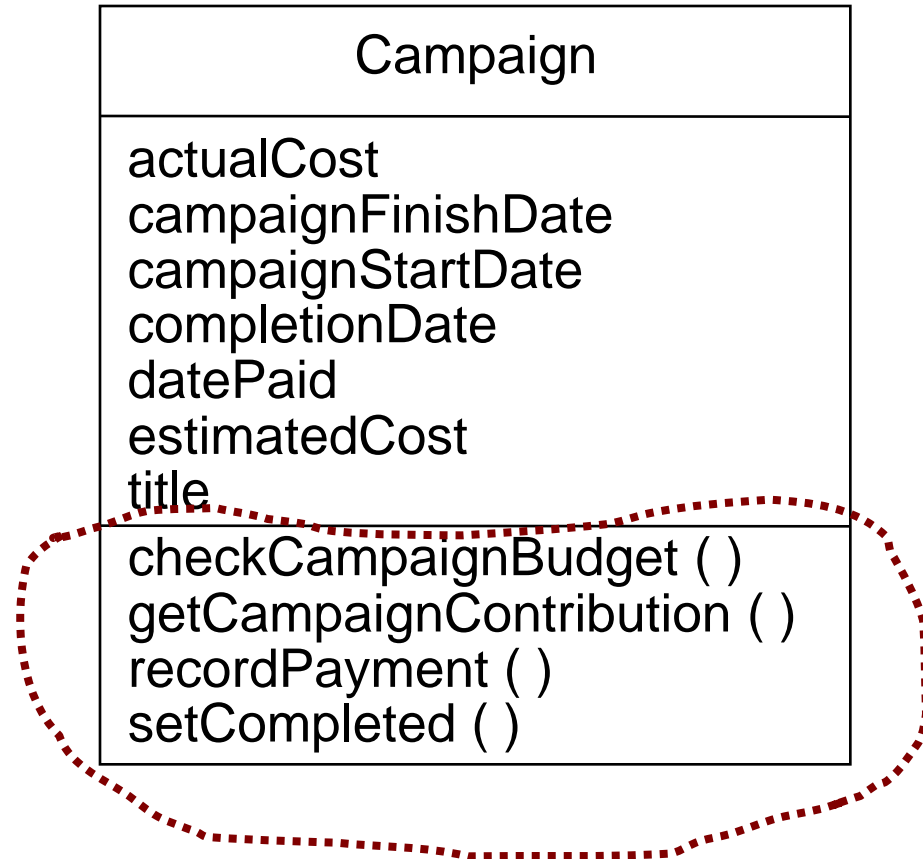 Campaign
actualCost
campaignFinishDate
campaignStartDate
completionDate
datePaid
estimatedCost
title
checkCampaignBudget ( )
getCampaignContribution ( )
recordPayment ( )
setCompleted ( )